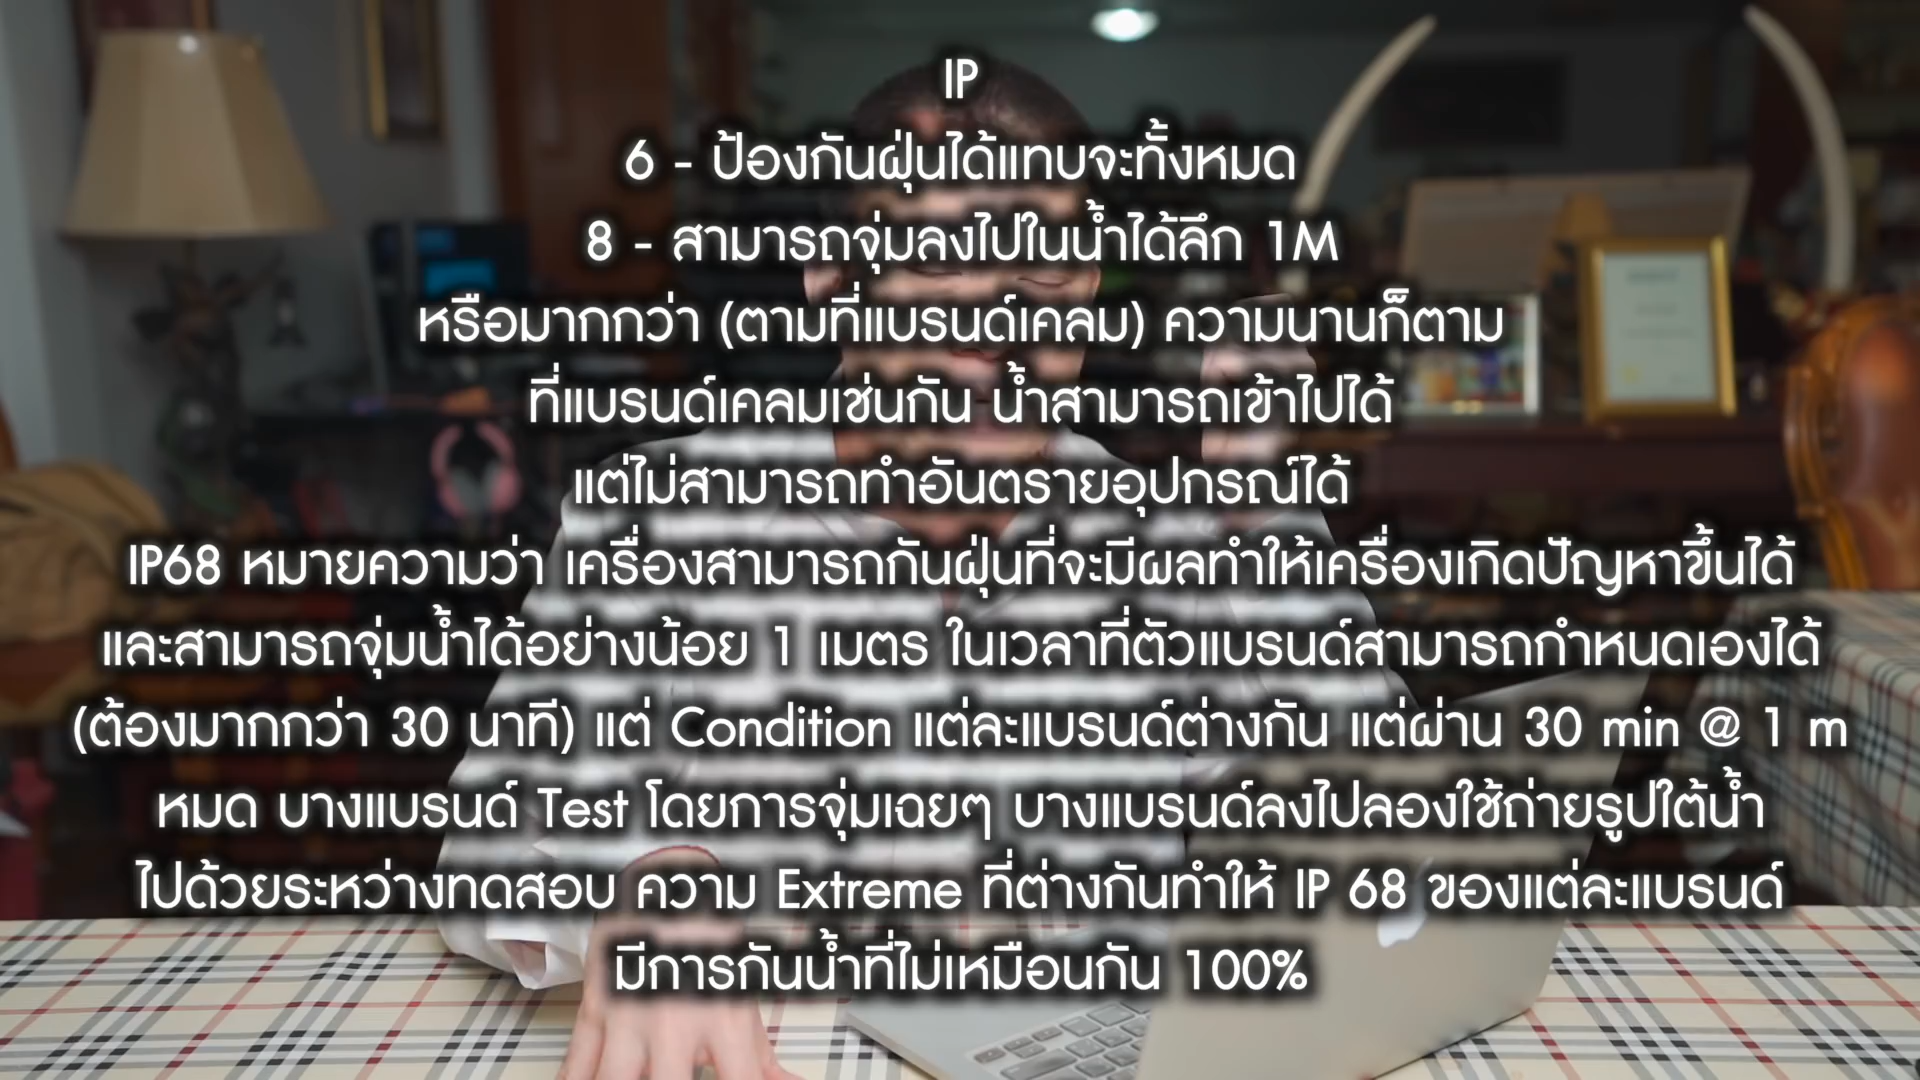 IP
6 - ป้องกันฝุ่นได้แทบจะทั้งหมด
8 - สามารถจุ่มลงไปในน้ำได้ลึก 1M
หรือมากกว่า (ตามที่แบรนด์เคลม) ความนานก็ตาม
ที่แบรนด์เคลมเช่นกัน น้ำสามารถเข้าไปได้
แต่ไม่สามารถทำอันตรายอุปกรณ์ได้
IP68 หมายความว่า เครื่องสามารถกันฝุ่นที่จะมีผลทำให้เครื่องเกิดปัญหาขึ้นได้
และสามารถจุ่มน้ำได้อย่างน้อย 1 เมตร ในเวลาที่ตัวแบรนด์สามารถกำหนดเองได้
(ต้องมากกว่า 30 นาที) แต่ Condition แต่ละแบรนด์ต่างกัน แต่ผ่าน 30 min @ 1 m
หมด บางแบรนด์ Test โดยการจุ่มเฉยๆ บางแบรนด์ลงไปลองใช้ถ่ายรูปใต้น้ำ
ไปด้วยระหว่างทดสอบ ความ Extreme ที่ต่างกันทำให้ IP 68 ของแต่ละแบรนด์
มีการกันน้ำที่ไม่เหมือนกัน 100%